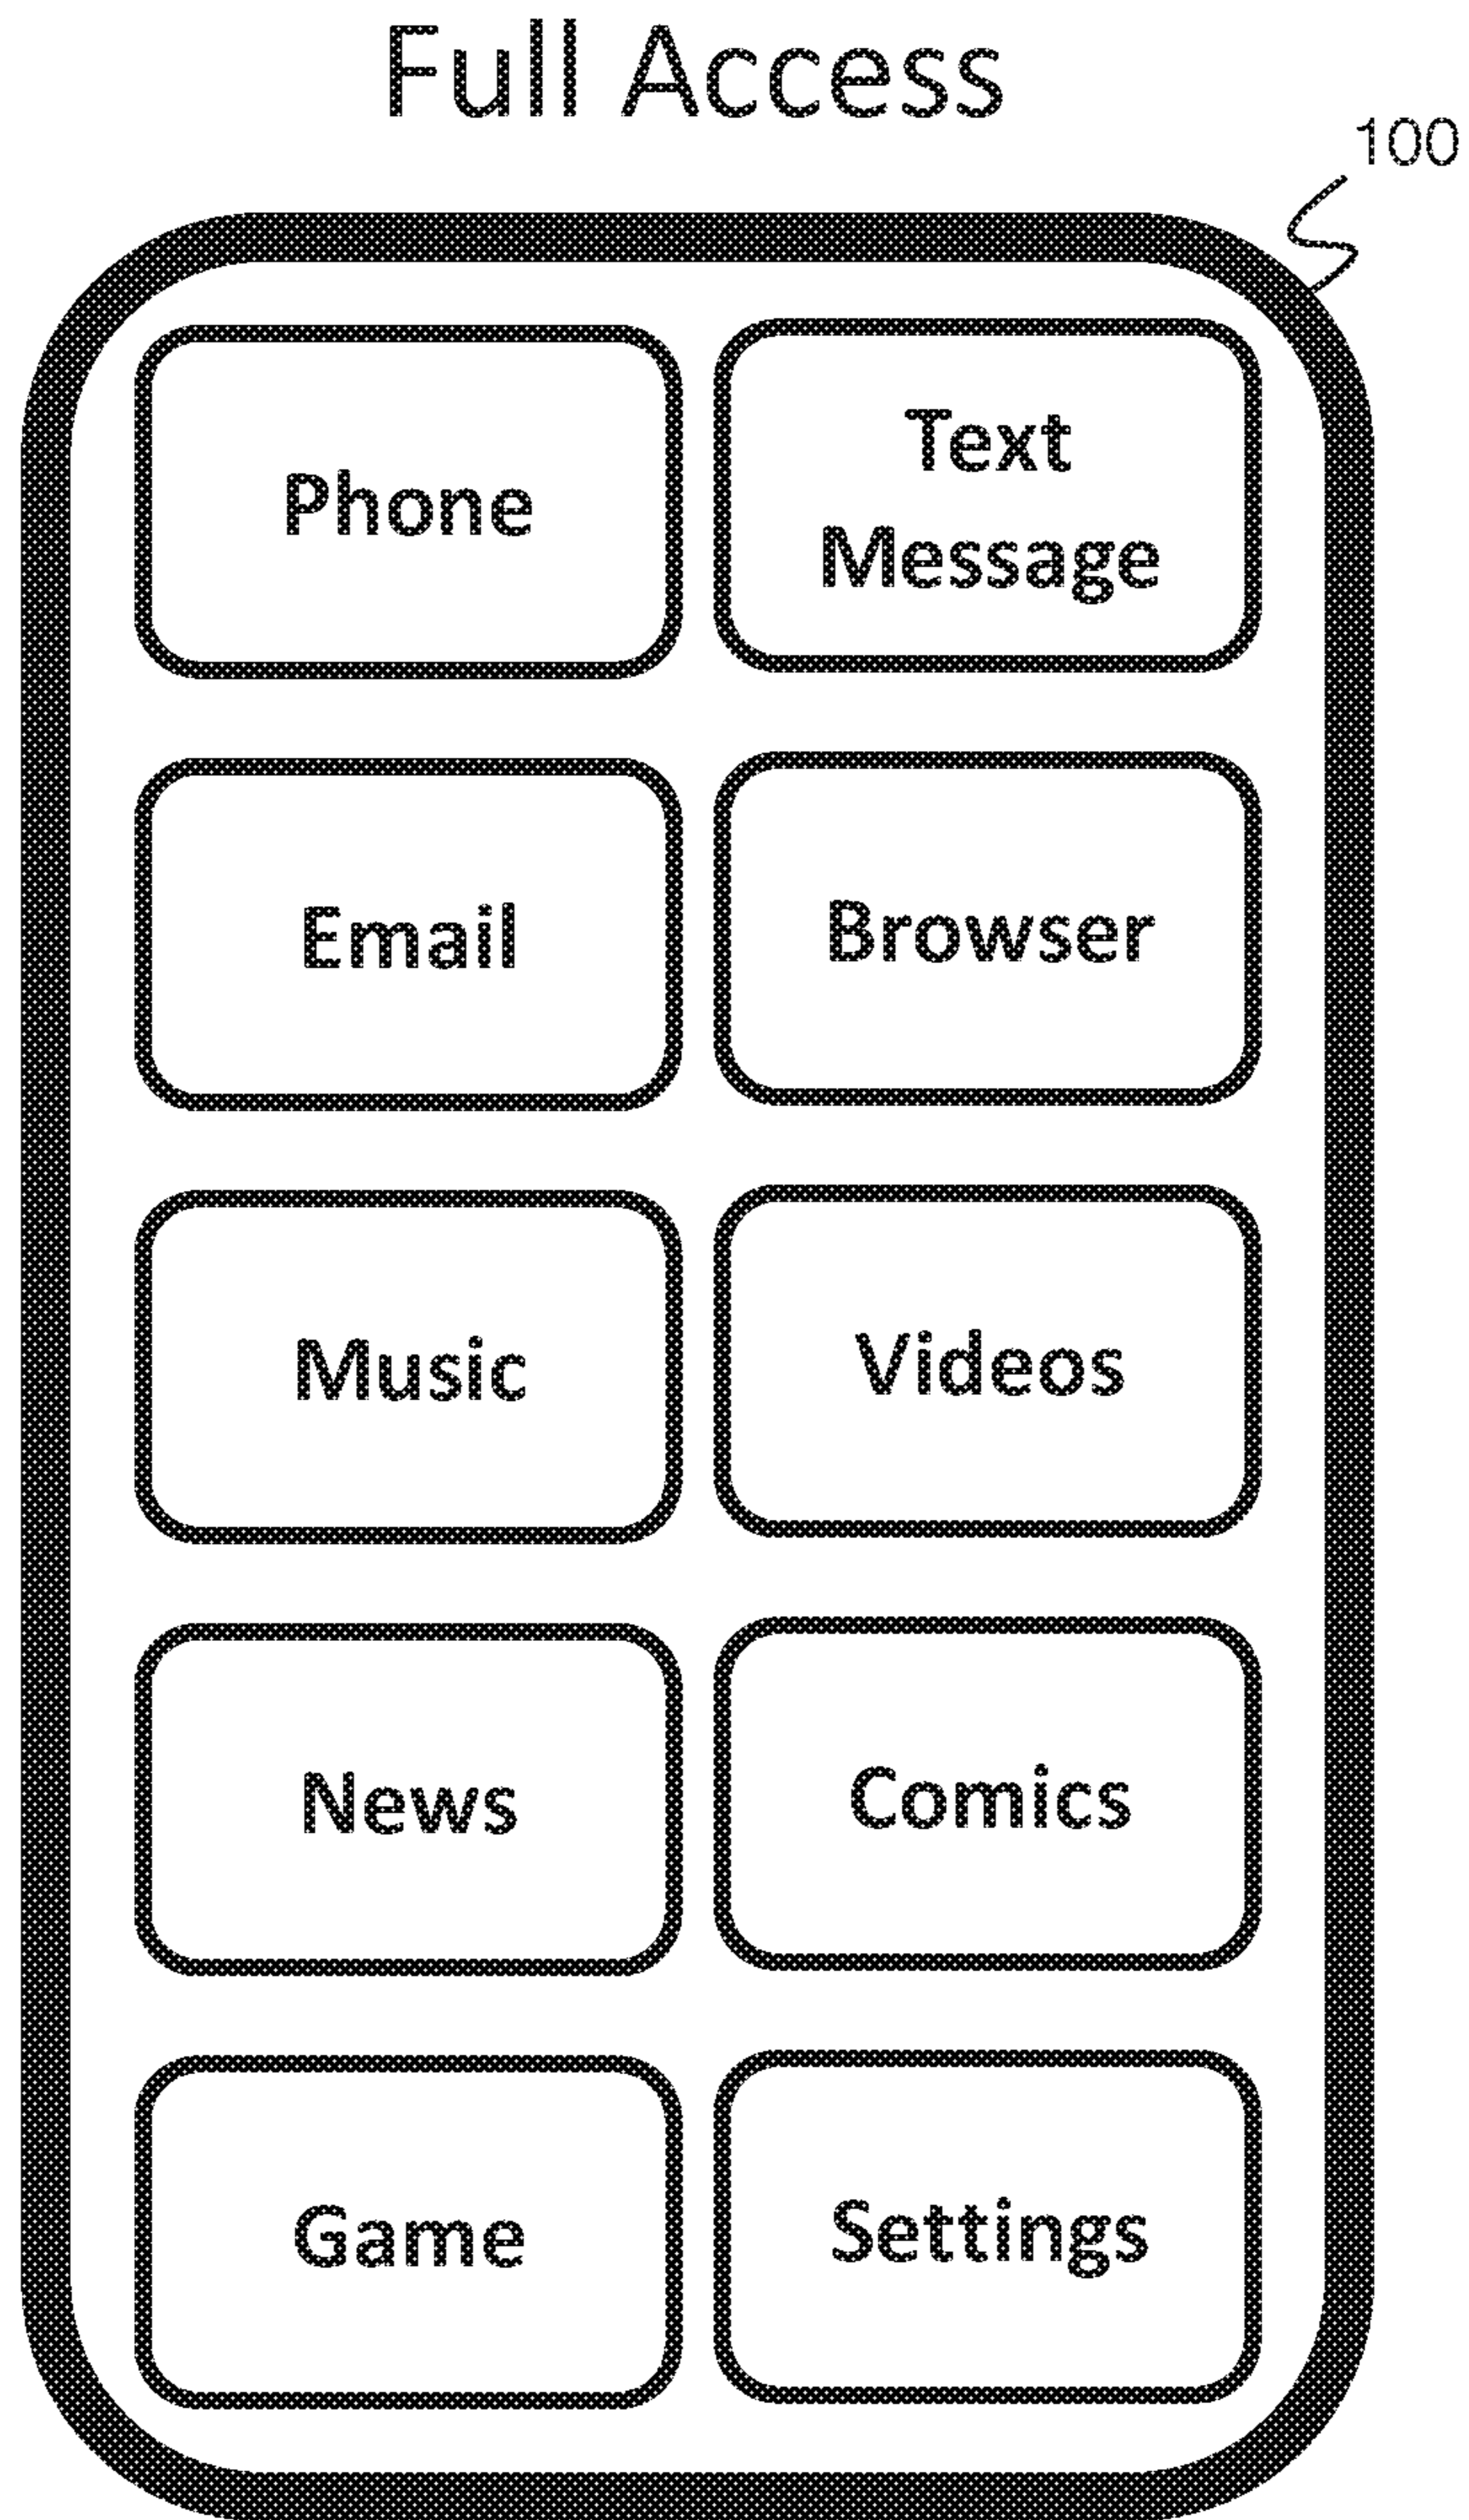 Full Access
100
Phone
Text
Message
Email
Browser
Music
Videos
News
Comics
Game
Settings